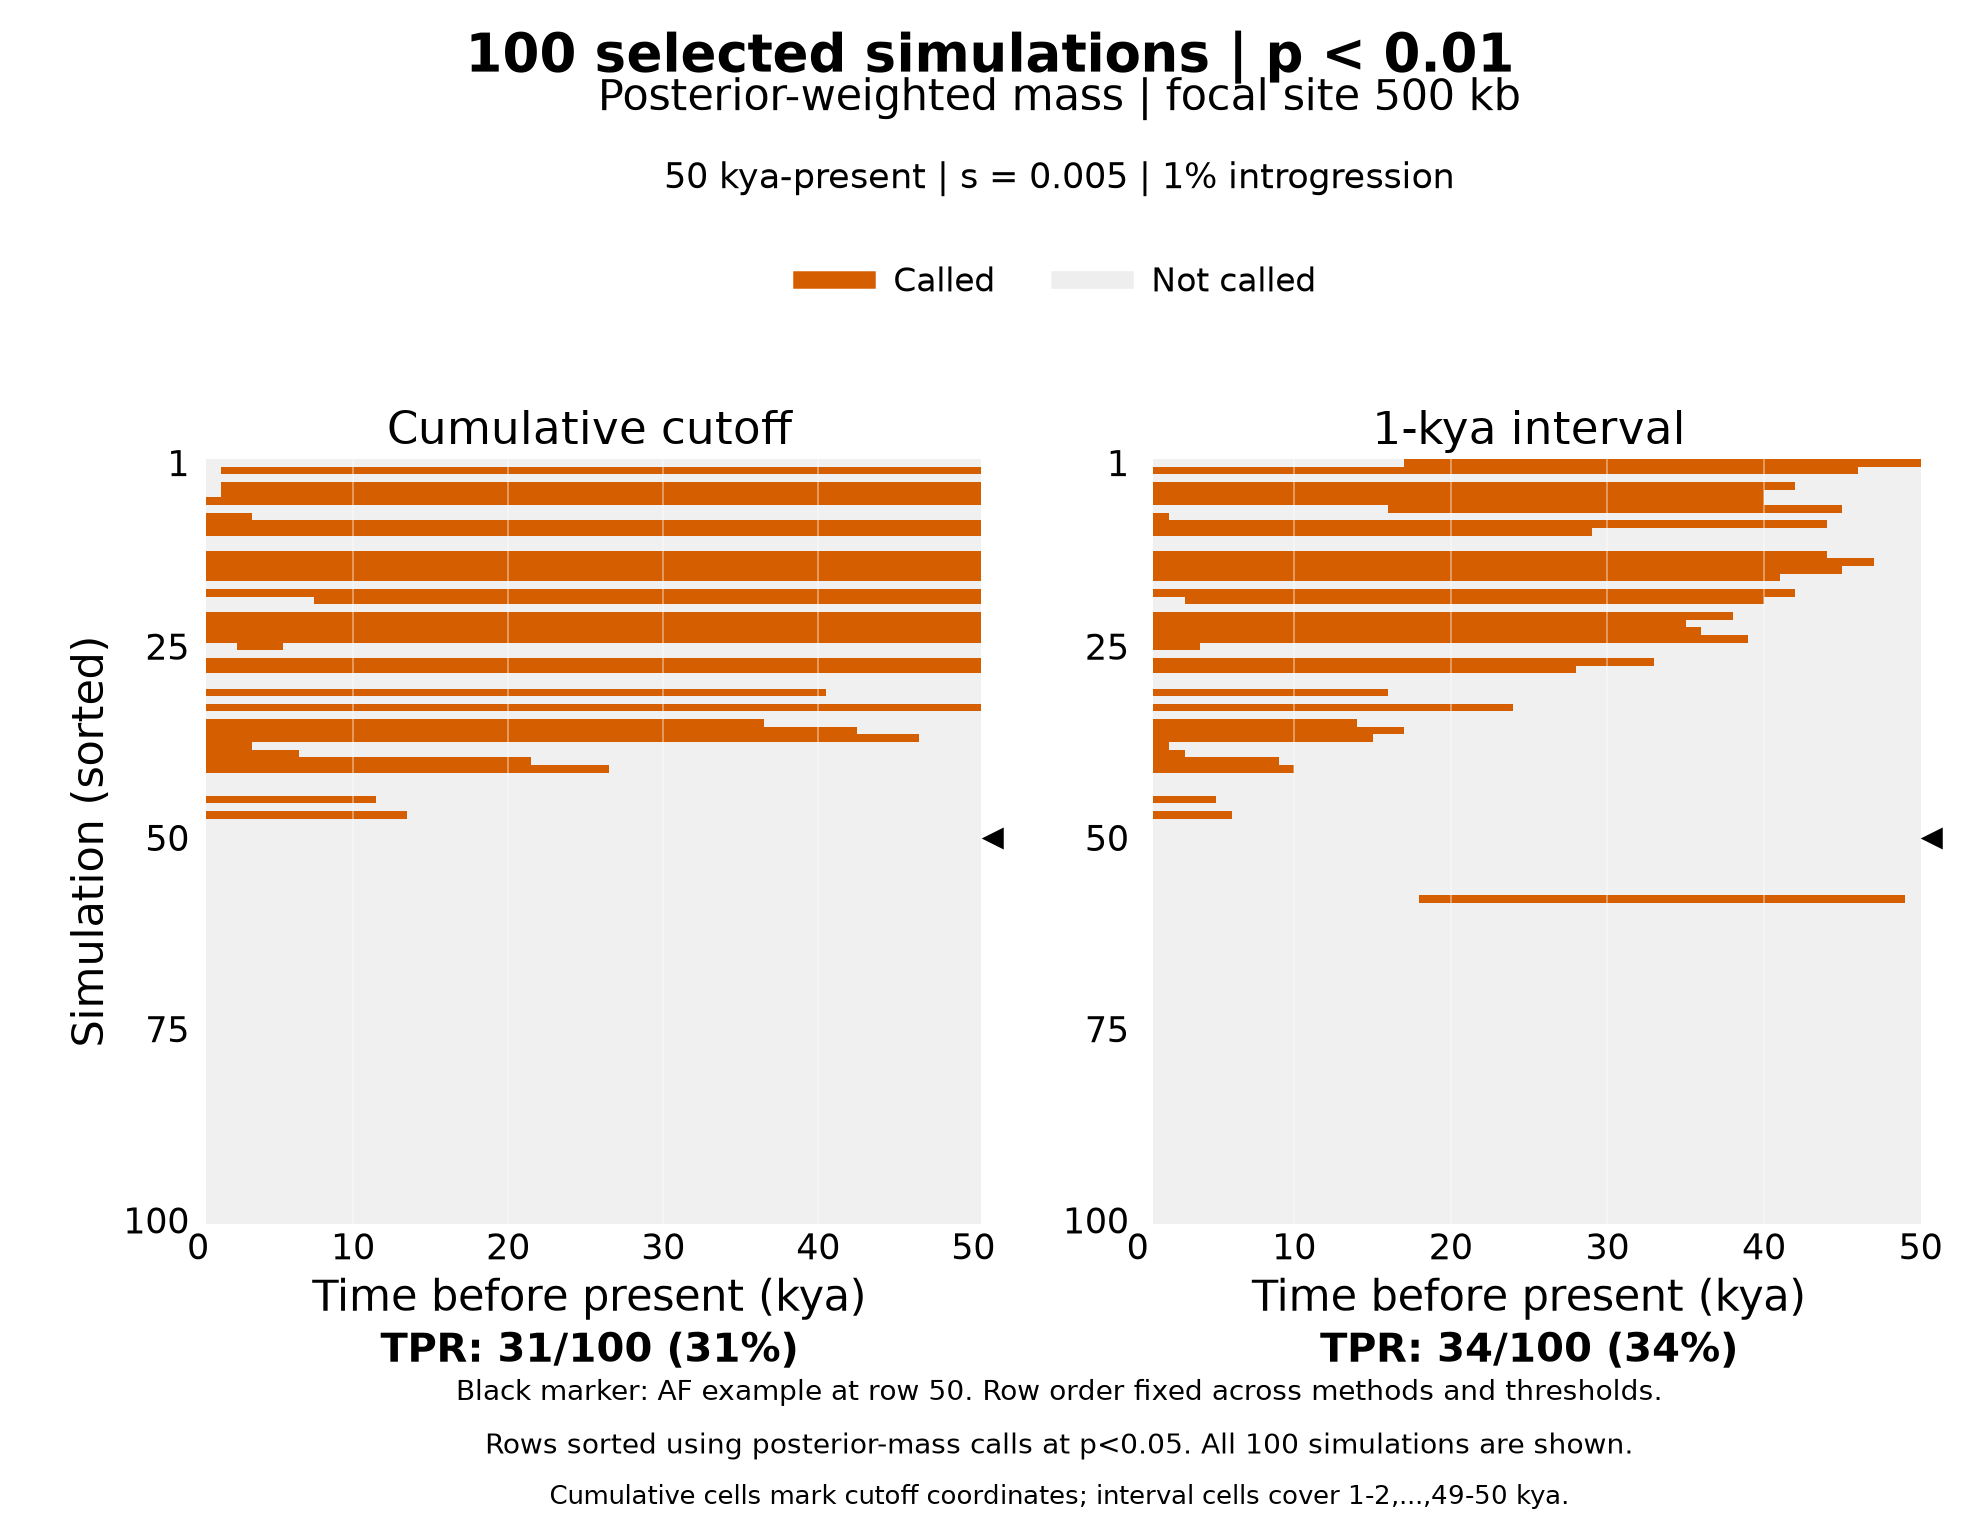 100 selected simulations | p < 0.01
Posterior-weighted mass | focal site 500 kb
50 kya-present | s = 0.005 | 1% introgression
Called Not called
Cumulative cutoff
1
25
50
75
100
0 10 20 30 40 50
Simulation (sorted)
Time before present (kya)
TPR: 31/100 (31%)
1-kya interval
1
25
50
75
100
0 10 20 30 40 50
Time before present (kya)
TPR: 34/100 (34%)
Black marker: AF example at row 50. Row order fixed across methods and thresholds.
Rows sorted using posterior-mass calls at p<0.05. All 100 simulations are shown.
Cumulative cells mark cutoff coordinates; interval cells cover 1-2,...,49-50 kya.